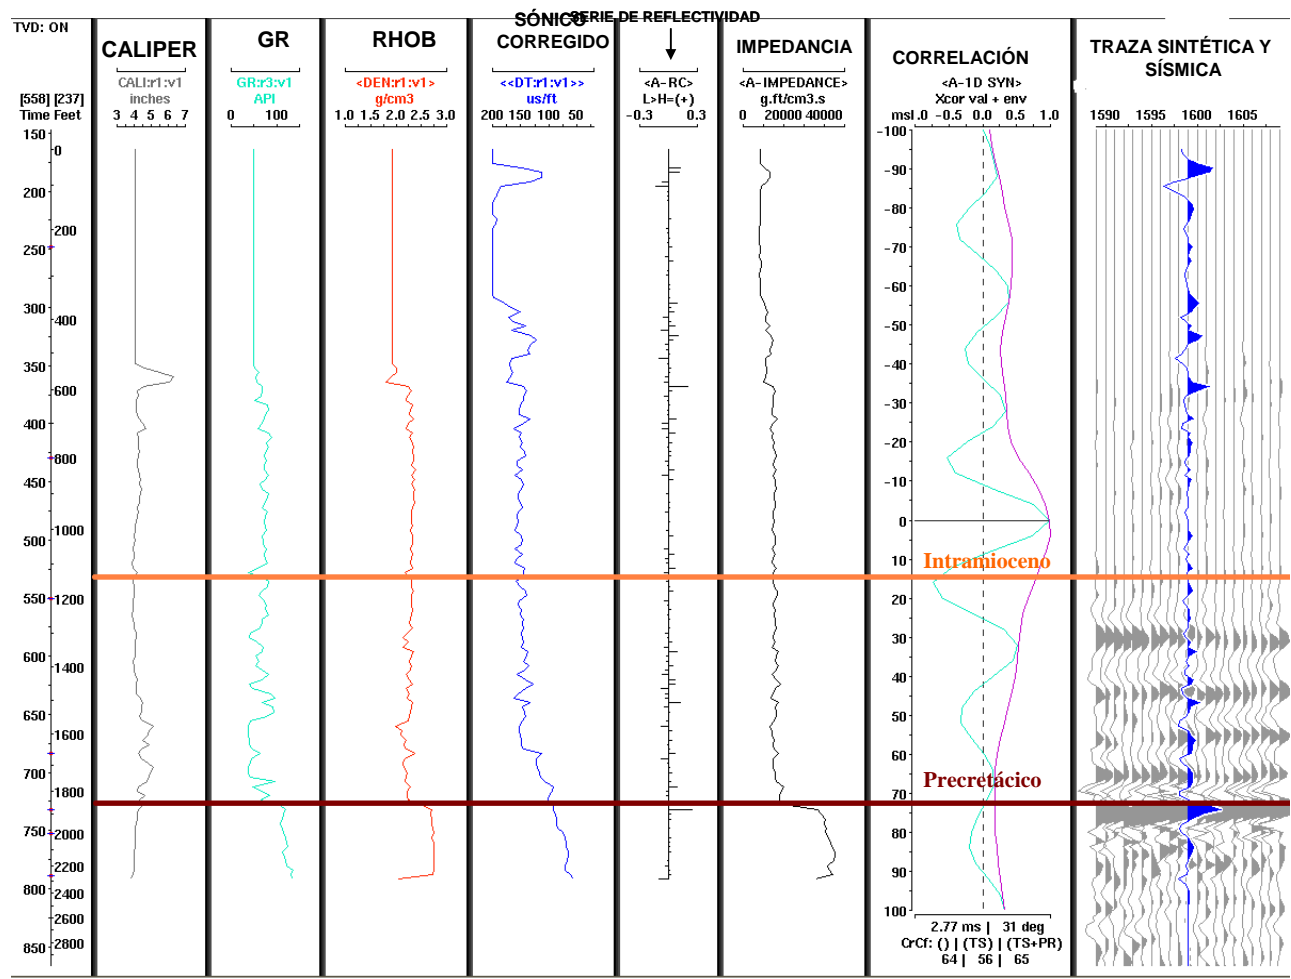 SERIE DE REFLECTIVIDAD
TVD: ON
CALIPER
GR
RHOB
SÓNICO
CORREGIDO
IMPEDANCIA
CORRELACIÓN
TRAZA SINTÉTICA Y
SÍSMICA
CALI:r1:v1
inches
3 4 5 6 7
GR:r3:v1
API
0 100
<DEN:r1:v1>
g/cm3
1.0 2.0 3.0
<<DT:r1:v1>>
us/ft
200 150 100 50
<A-RC>
L>H=(+)
-0.3 0.3
<A-IMPEDANCE>
g.ft/cm3.s
0 20000 40000
<A-1D SYN>
Xcor val + env
msl .0 -0.5 0.0 0.5 1.0
1590 1595 1600 1605
[558] [237]
Time Feet
150
0
200
200
250
300
400
350
600
400
800
450
1000
500
550
1200
600
1400
650
1600
700
1800
750
2000
2200
800
2400
2600
850
2800
-100
-90
-80
-70
-60
-50
-40
-30
-20
-10
0
10
20
30
40
50
60
70
80
90
100
Intramioceno
Precretácico
2.77 ms | 31 deg
CrCf: () | (TS) | (TS+PR)
64 | 56 | 65